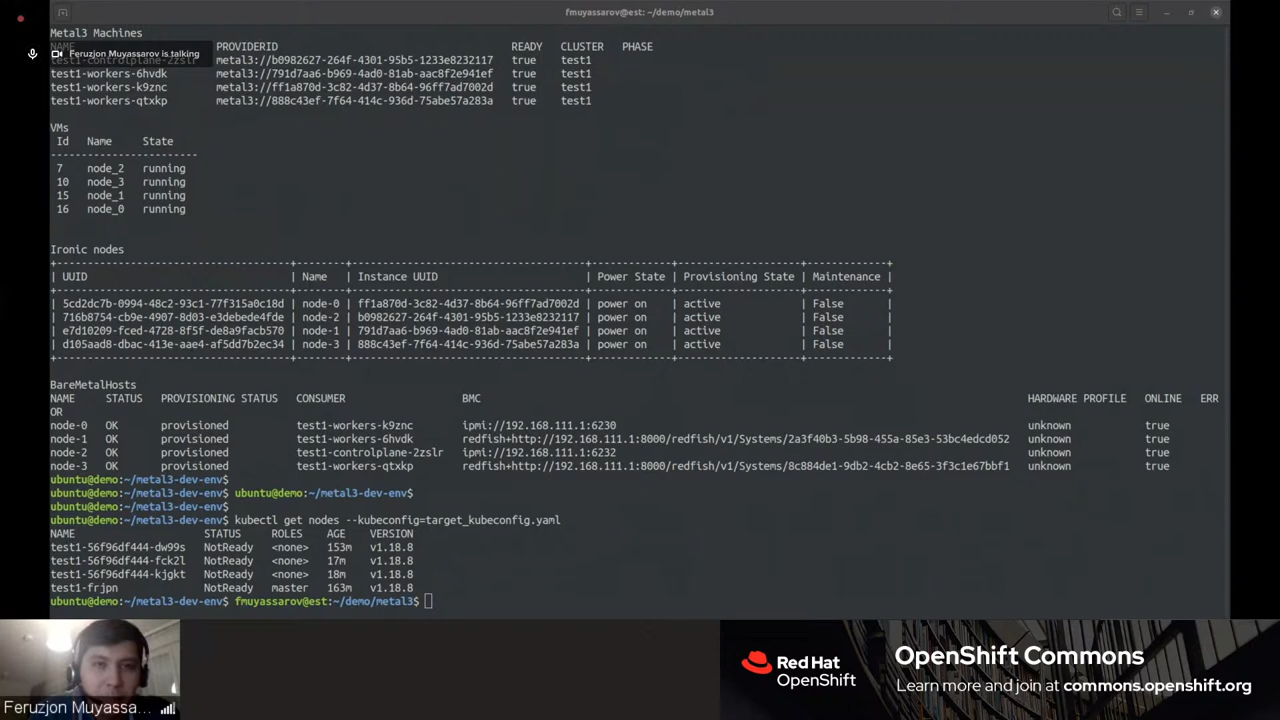 fmuyassarov@est: ~/demo/metal3
Metal3 Machines
NAME PROVIDERID READY CLUSTER PHASE
Feruzjon Muyassarov is talking
test1-controlplane-2zslr metal3://b0982627-264f-4301-95b5-1233e8232117 true test1
test1-workers-6hvdk metal3://791d7aa6-b969-4ad0-81ab-aac8f2e941ef true test1
test1-workers-k9znc metal3://ff1a870d-3c82-4d37-8b64-96ff7ad7002d true test1
test1-workers-qtxkp metal3://888c43ef-7f64-414c-936d-75abe57a283a true test1
VMs
Id Name State
------------------------
7 node_2 running
10 node_3 running
15 node_1 running
16 node_0 running
Ironic nodes
| UUID | Name | Instance UUID | Power State | Provisioning State | Maintenance |
| 5cd2dc7b-0994-48c2-93c1-77f315a0c18d | node-0 | ff1a870d-3c82-4d37-8b64-96ff7ad7002d | power on | active | False |
| 716b8754-cb9e-4907-8d03-e3debede4fde | node-2 | b0982627-264f-4301-95b5-1233e8232117 | power on | active | False |
| e7d10209-fced-4728-8f5f-de8a9facb570 | node-1 | 791d7aa6-b969-4ad0-81ab-aac8f2e941ef | power on | active | False |
| d105aad8-dbac-413e-aae4-af5dd7b2ec34 | node-3 | 888c43ef-7f64-414c-936d-75abe57a283a | power on | active | False |
BareMetalHosts
NAME STATUS PROVISIONING STATUS CONSUMER BMC HARDWARE PROFILE ONLINE ERR
OR
node-0 OK provisioned test1-workers-k9znc ipmi://192.168.111.1:6230 unknown true
node-1 OK provisioned test1-workers-6hvdk redfish+http://192.168.111.1:8000/redfish/v1/Systems/2a3f40b3-5b98-455a-85e3-53bc4edcd052 unknown true
node-2 OK provisioned test1-controlplane-2zslr ipmi://192.168.111.1:6232 unknown true
node-3 OK provisioned test1-workers-qtxkp redfish+http://192.168.111.1:8000/redfish/v1/Systems/8c884de1-9db2-4cb2-8e65-3f3c1e67bbf1 unknown true
ubuntu@demo:~/metal3-dev-env$
ubuntu@demo:~/metal3-dev-env$ ubuntu@demo:~/metal3-dev-env$
ubuntu@demo:~/metal3-dev-env$
ubuntu@demo:~/metal3-dev-env$ kubectl get nodes --kubeconfig=target_kubeconfig.yaml
NAME STATUS ROLES AGE VERSION
test1-56f96df444-dw99s NotReady <none> 153m v1.18.8
test1-56f96df444-fck2l NotReady <none> 17m v1.18.8
test1-56f96df444-kjgkt NotReady <none> 18m v1.18.8
test1-frjpn NotReady master 163m v1.18.8
ubuntu@demo:~/metal3-dev-env$ fmuyassarov@est:~/demo/metal3$
Feruzjon Muyassa...
Red Hat
OpenShift
OpenShift Commons
Learn more and join at commons.openshift.org